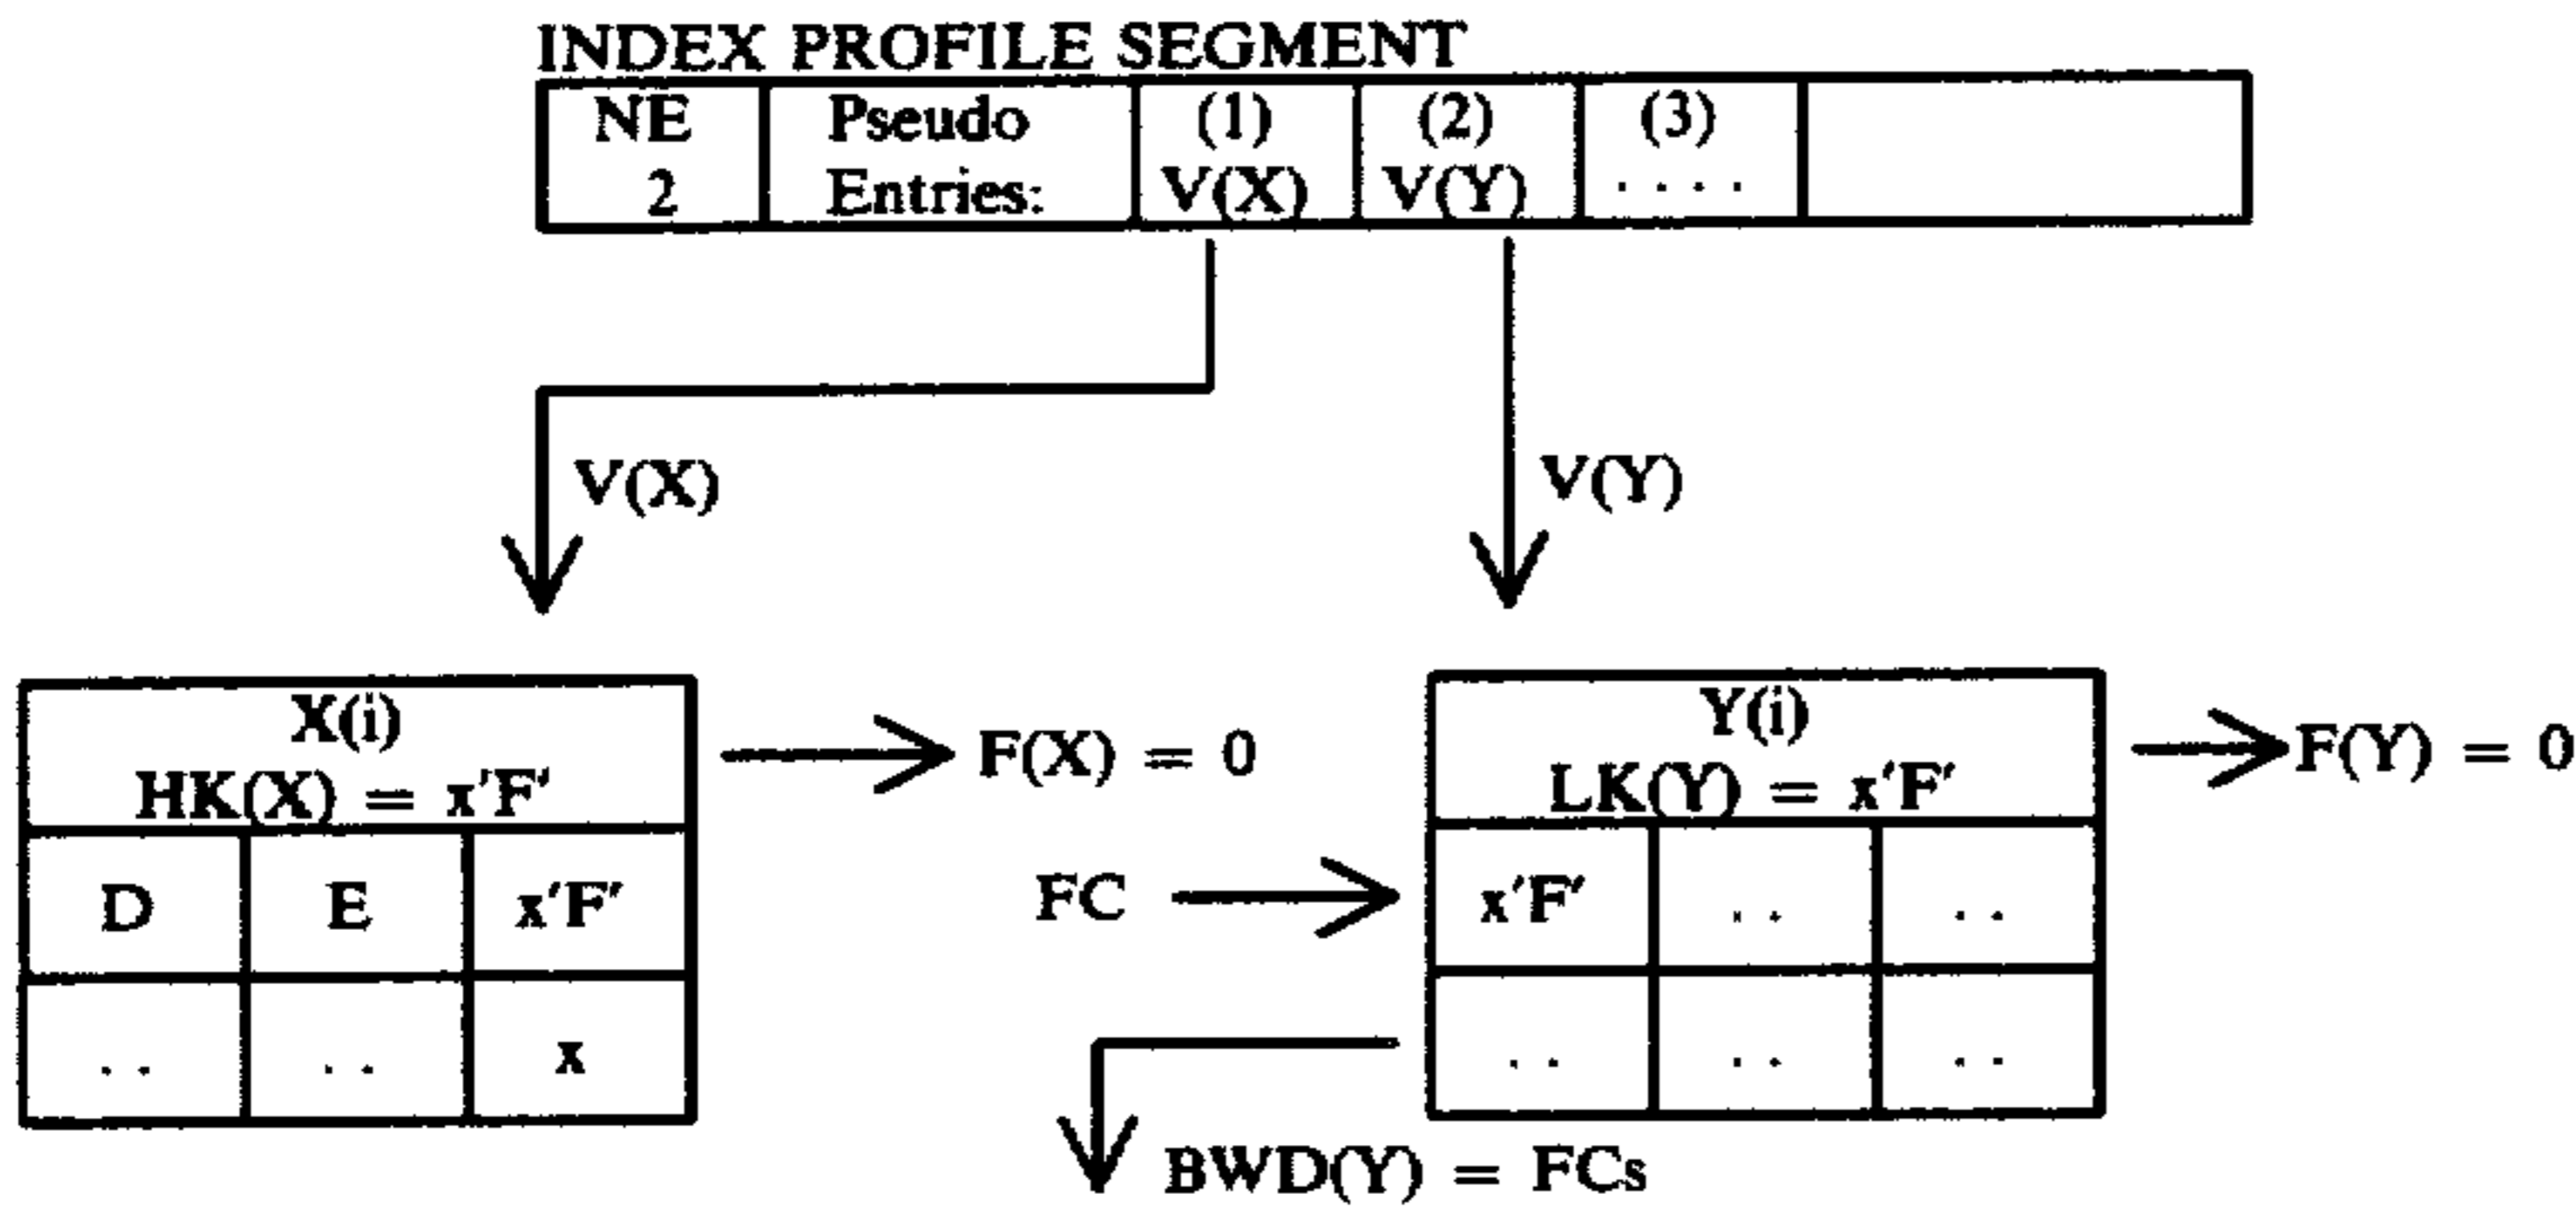 INDEX PROFILE SEGMENT
NE Pseudo (1) (2) (3)
2 Entries: V(X) V(Y) . . . .
V(X) V(Y)
X(i) Y(i)
HK(X) = x'F' F(X) = 0 LK(Y) = x'F' F(Y) = 0
D E x'F' FC x'F' . . . .
. . . . x . . . . . .
BWD(Y) = FCs